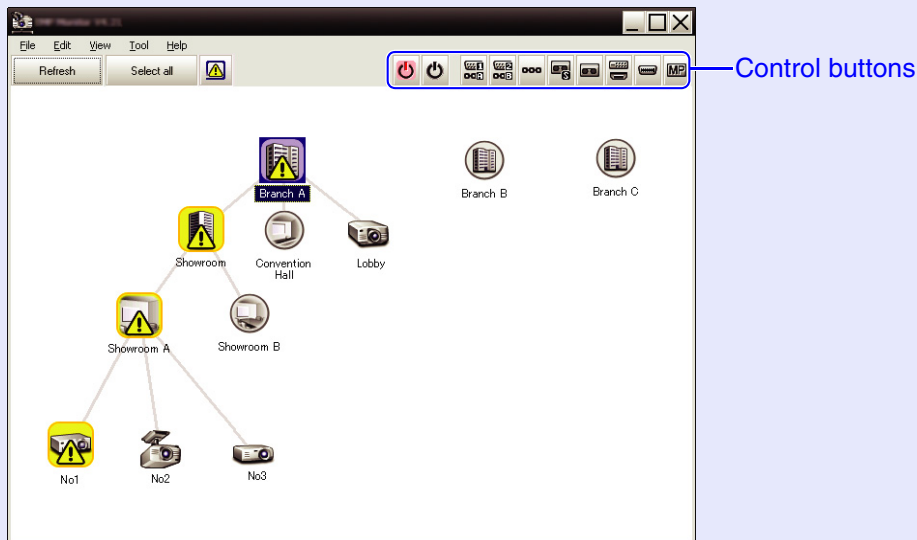 File Edit View Tool Help
Refresh Select all
Control buttons
MP
Branch A
Branch B
Branch C
Showroom
Convention
Hall
Lobby
Showroom A
Showroom B
No1
No2
No3